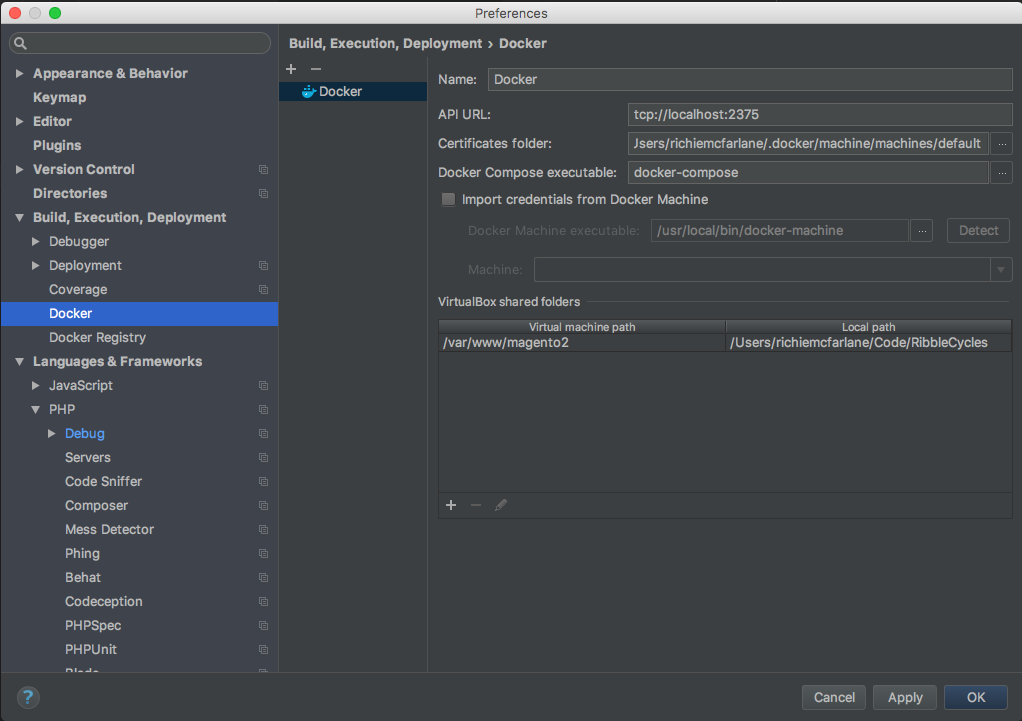 Preferences
Build, Execution, Deployment › Docker
Appearance & Behavior
Keymap
Editor
Plugins
Version Control
Directories
Build, Execution, Deployment
Debugger
Deployment
Coverage
Docker
Docker Registry
Languages & Frameworks
JavaScript
PHP
Debug
Servers
Code Sniffer
Composer
Mess Detector
Phing
Behat
Codeception
PHPSpec
PHPUnit
Blade
?
Docker
Name: Docker
API URL: tcp://localhost:2375
Certificates folder: Jsers/richiemcfarlane/.docker/machine/machines/default ...
Docker Compose executable: docker-compose ...
Import credentials from Docker Machine
Docker Machine executable: /usr/local/bin/docker-machine ... Detect
Machine:
VirtualBox shared folders
Virtual machine path Local path
/var/www/magento2 /Users/richiemcfarlane/Code/RibbleCycles
Cancel Apply OK